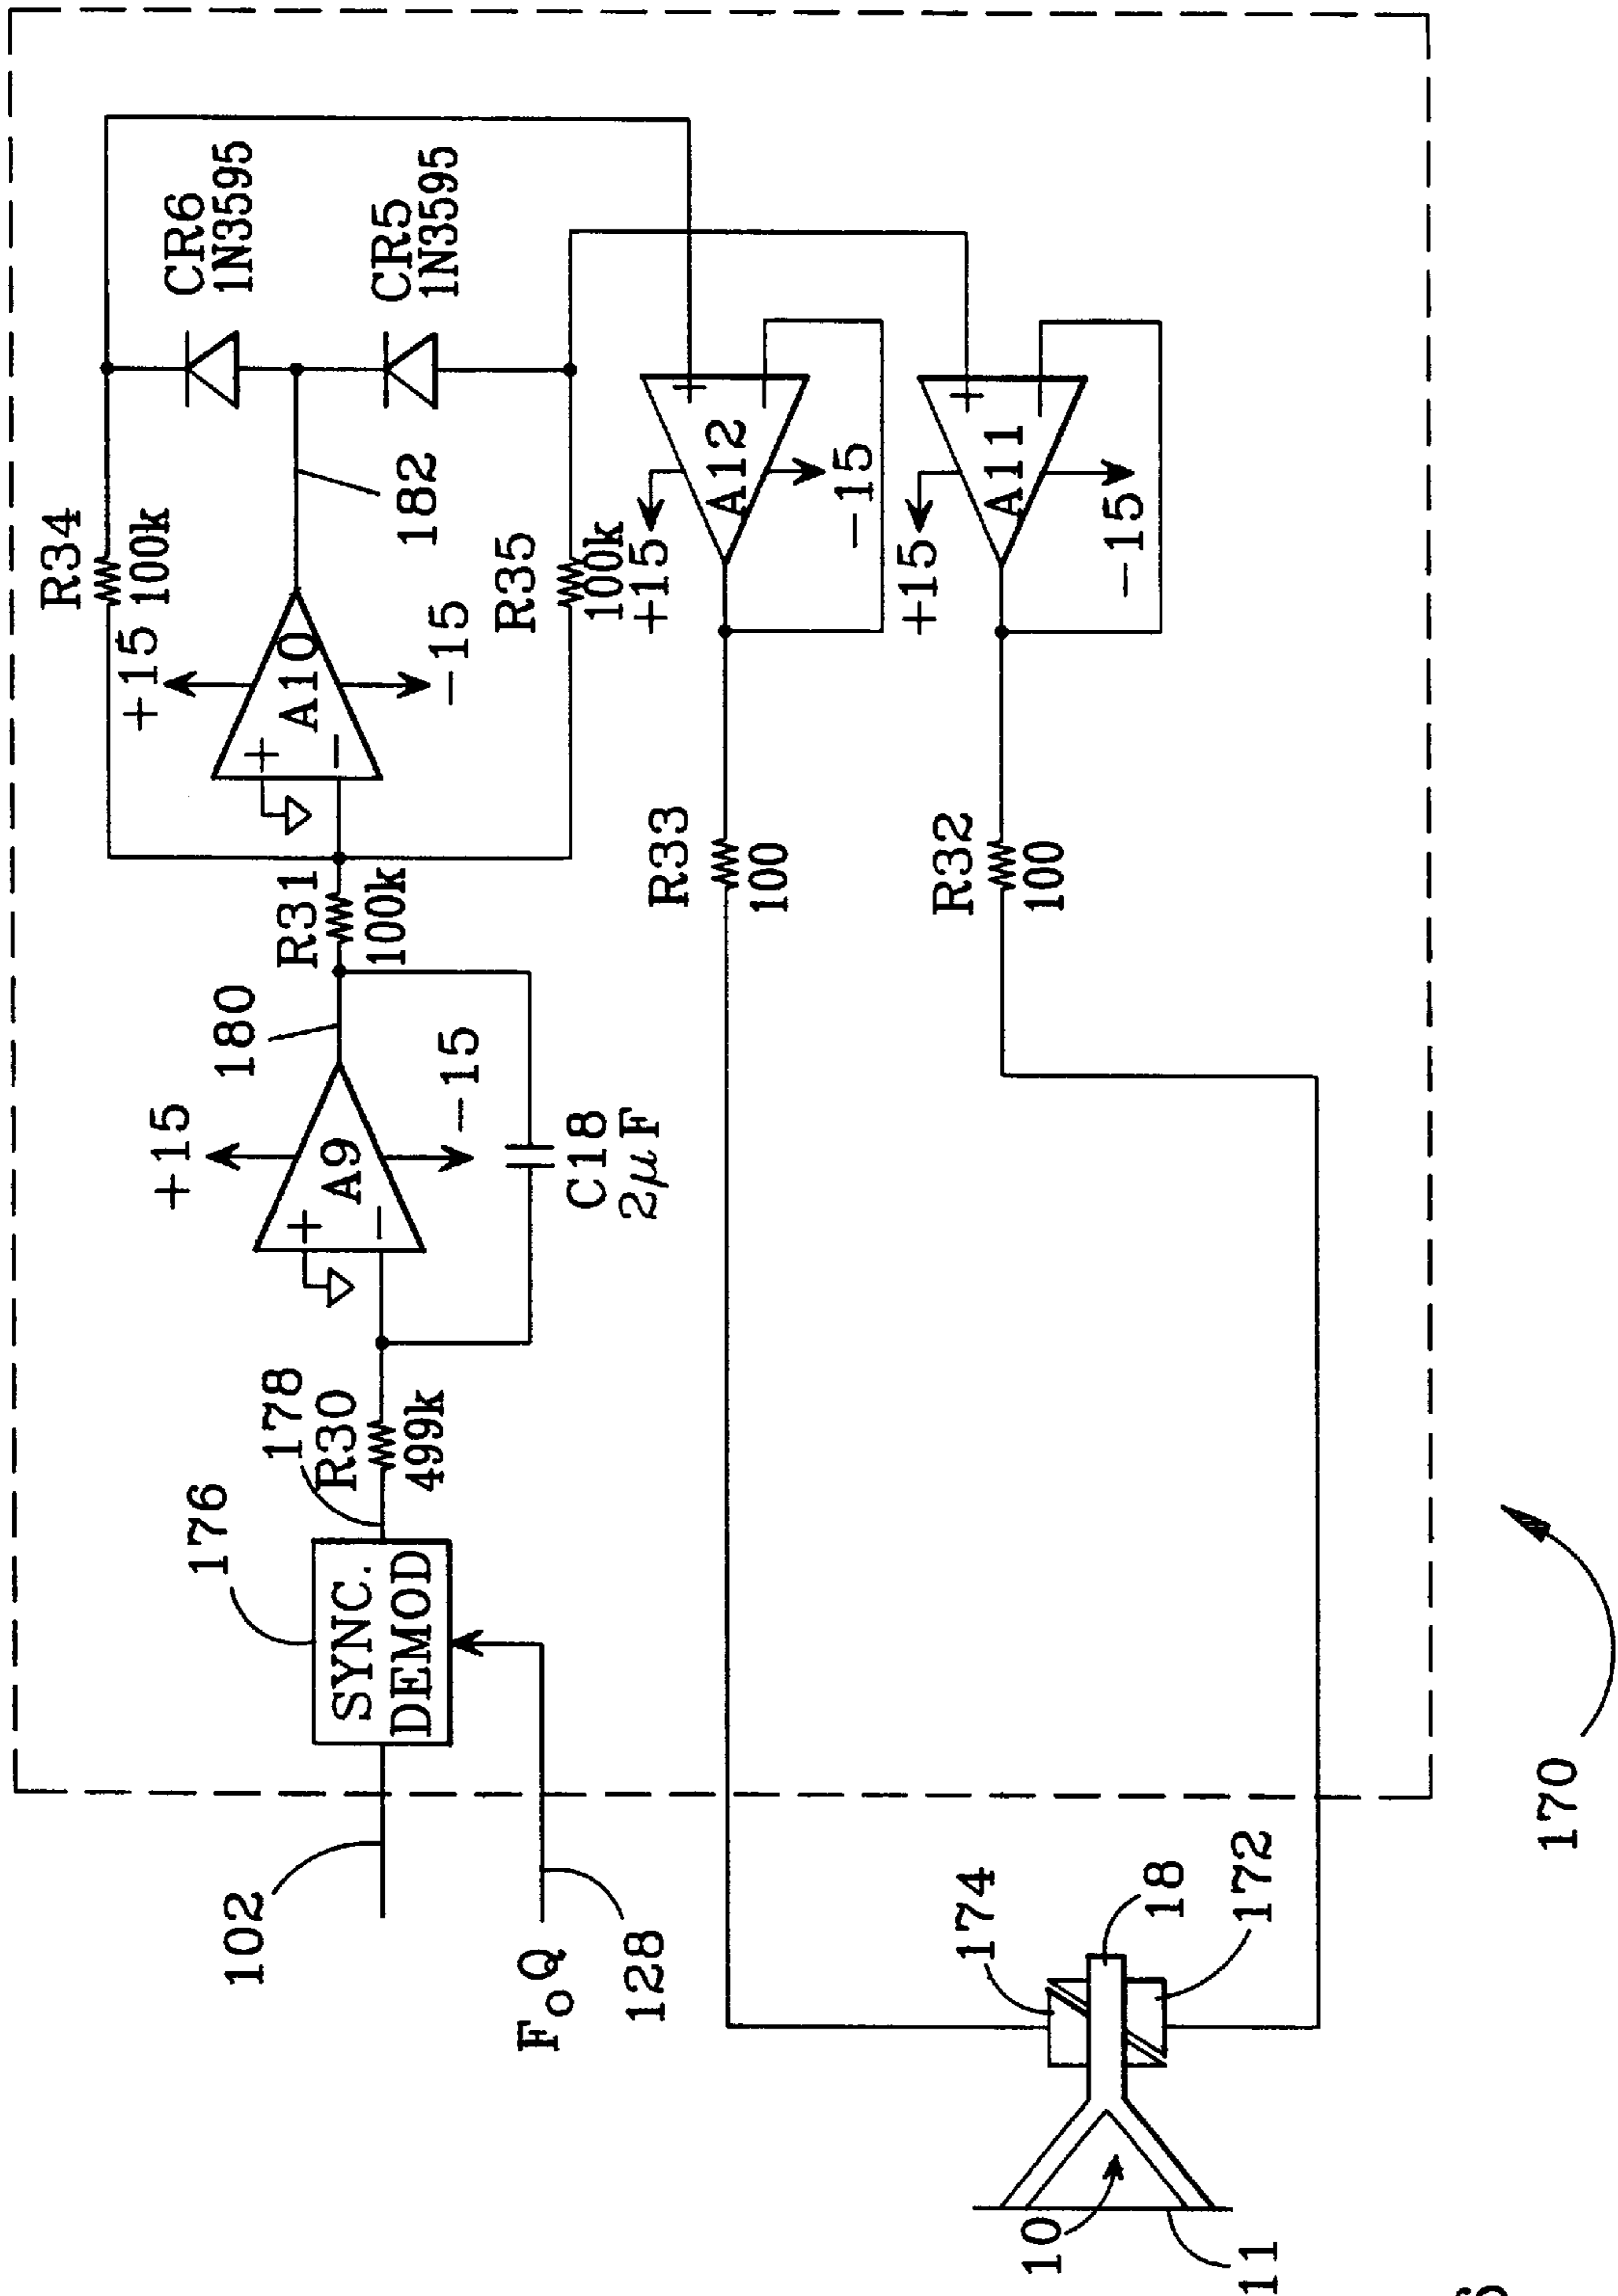 R34
100k
CR6
1N3595
+15
A10
+
−
−15
182
CR5
1N3595
R31
100k
R35
100k
180
+15
A9
+
−
−15
C18
2μF
178
R30
499k
176
SYNC.
DEMOD
102
F₀Q
128
+15
A12
+
−
−15
R33
100
+15
A11
+
−
−15
R32
100
174
18
172
10
11
170